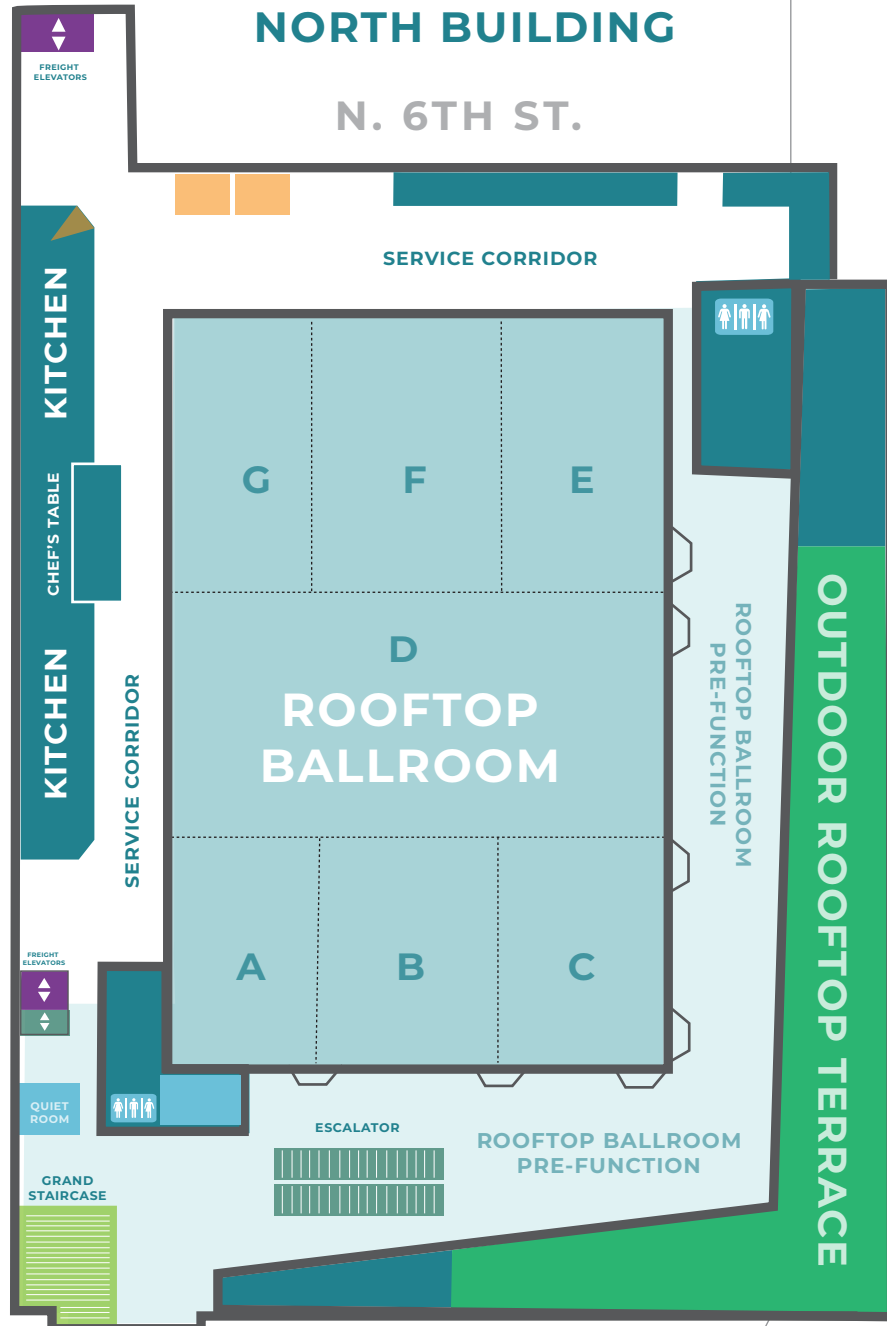 NORTH BUILDING
N. 6TH ST.
FREIGHT
ELEVATORS
SERVICE CORRIDOR
KITCHEN
CHEF'S TABLE
KITCHEN
SERVICE CORRIDOR
G
F
E
D
ROOFTOP
BALLROOM
A
B
C
ROOFTOP BALLROOM
PRE-FUNCTION
OUTDOOR ROOFTOP TERRACE
FREIGHT
ELEVATORS
QUIET
ROOM
GRAND
STAIRCASE
ESCALATOR
ROOFTOP BALLROOM
PRE-FUNCTION